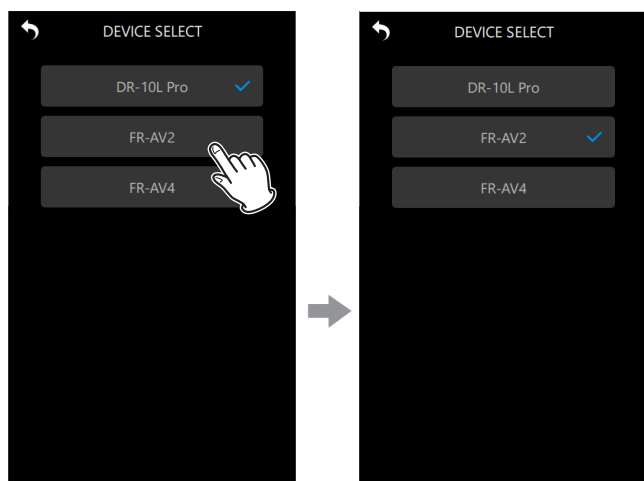 DEVICE SELECT
DR-10L Pro
FR-AV2
FR-AV4
DEVICE SELECT
DR-10L Pro
FR-AV2
FR-AV4